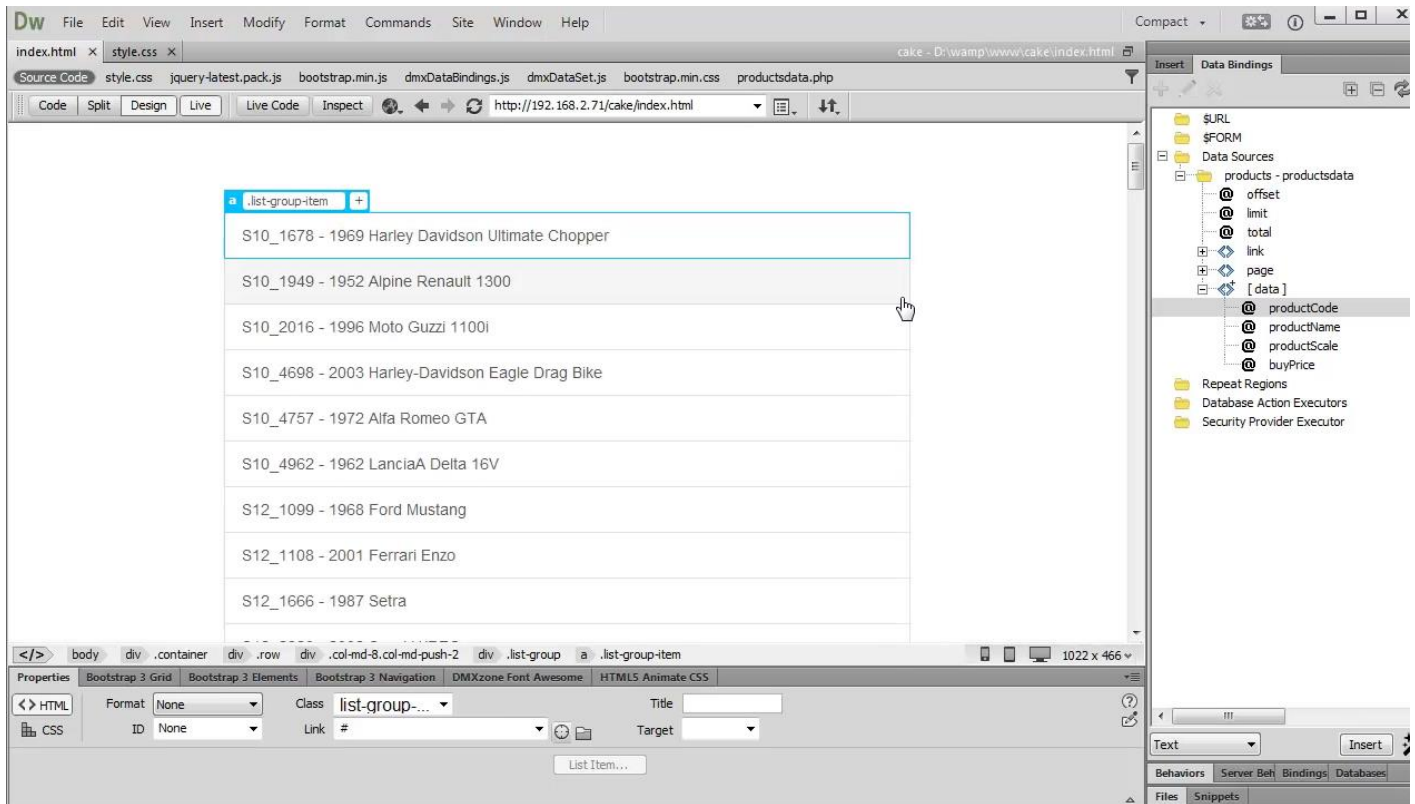 DW File Edit View Insert Modify Format Commands Site Window Help Compact
index.html × style.css × cake - D:\wamp\www\cake\index.html
Source Code style.css jquery-latest.pack.js bootstrap.min.js dmxDataBindings.js dmxDataSet.js bootstrap.min.css productsdata.php
Code Split Design Live Live Code Inspect http://192.168.2.71/cake/index.html
a .list-group-item +
S10_1678 - 1969 Harley Davidson Ultimate Chopper
S10_1949 - 1952 Alpine Renault 1300
S10_2016 - 1996 Moto Guzzi 1100i
S10_4698 - 2003 Harley-Davidson Eagle Drag Bike
S10_4757 - 1972 Alfa Romeo GTA
S10_4962 - 1962 LanciaA Delta 16V
S12_1099 - 1968 Ford Mustang
S12_1108 - 2001 Ferrari Enzo
S12_1666 - 1987 Setra
</> body div .container div .row div .col-md-8.col-md-push-2 div .list-group a .list-group-item 1022 x 466
Properties Bootstrap 3 Grid Bootstrap 3 Elements Bootstrap 3 Navigation DMXzone Font Awesome HTML5 Animate CSS
<> HTML Format None Class list-group-... Title
CSS ID None Link # Target
List Item...
Insert Data Bindings
$URL
$FORM
Data Sources
products - productsdata
@ offset
@ limit
@ total
link
page
[ data ]
@ productCode
@ productName
@ productScale
@ buyPrice
Repeat Regions
Database Action Executors
Security Provider Executor
Text Insert
Behaviors Server Beh Bindings Databases
Files Snippets